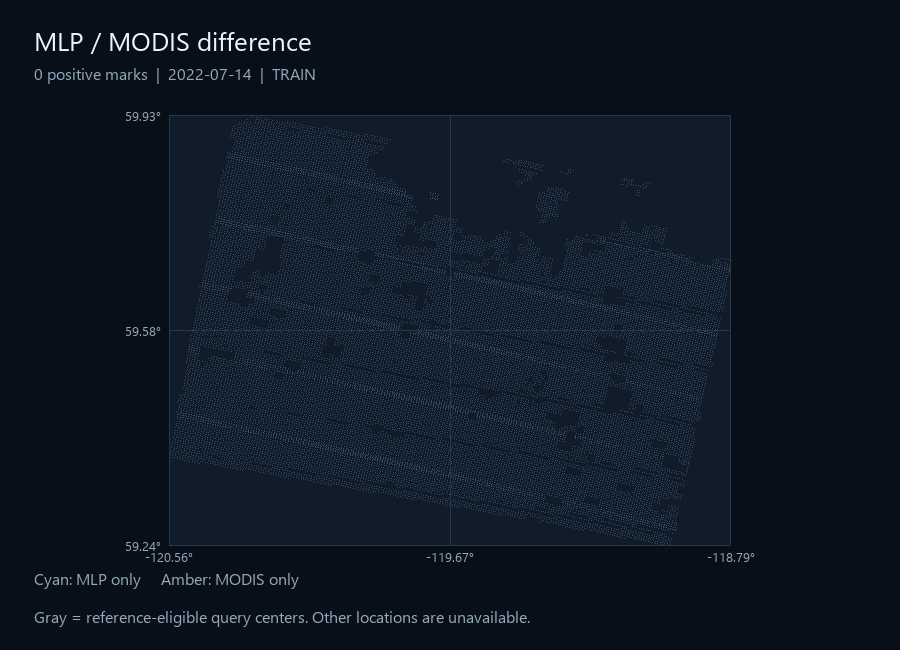 MLP / MODIS difference
0 positive marks | 2022-07-14 | TRAIN
59.93°
59.58°
59.24°
-120.56° -119.67° -118.79°
Cyan: MLP only Amber: MODIS only
Gray = reference-eligible query centers. Other locations are unavailable.